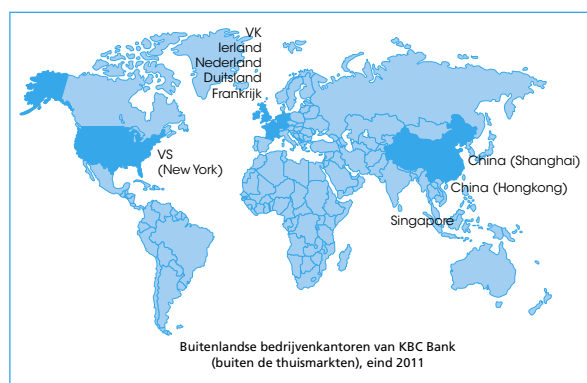 VK
Ierland
Nederland
Duitsland
Frankrijk
VS
(New York)
China (Shanghai)
China (Hongkong)
Singapore
Buitenlandse bedrijvenkantoren van KBC Bank
(buiten de thuismarkten), eind 2011